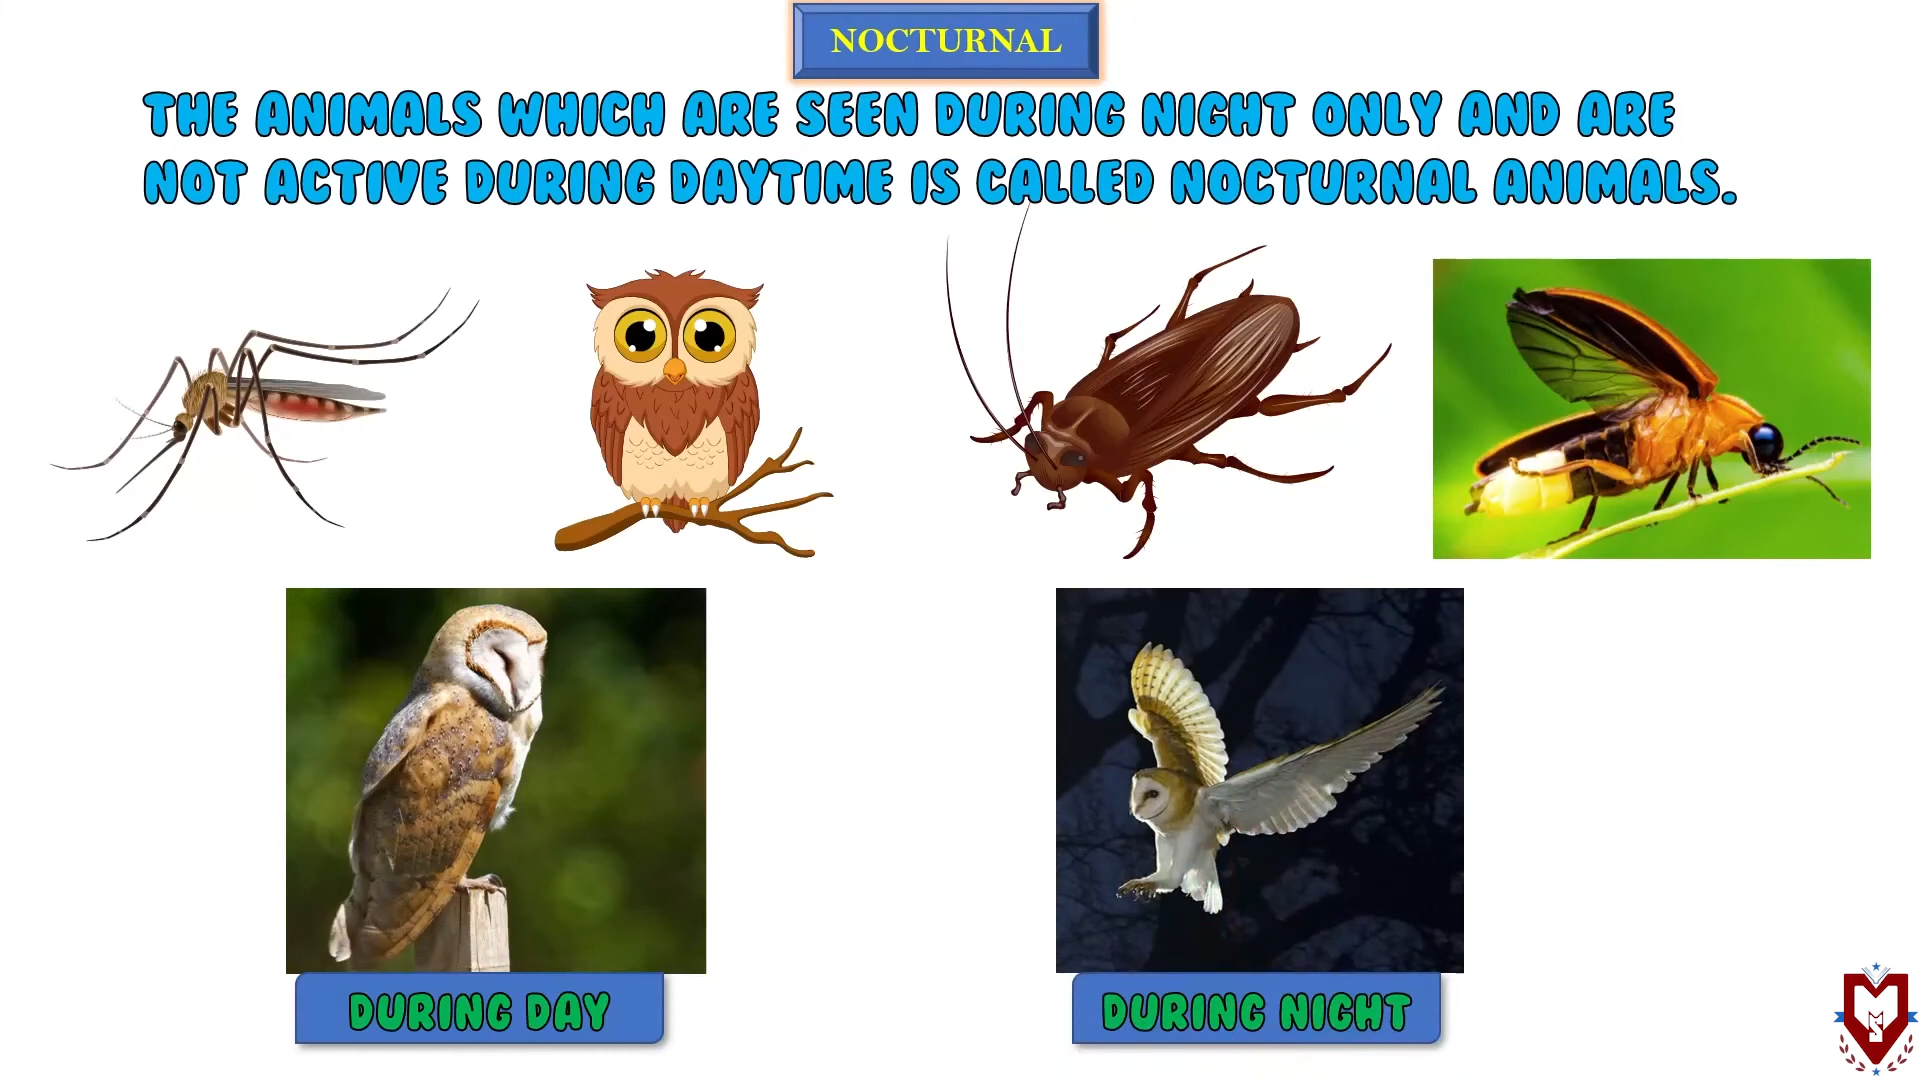 NOCTURNAL
THE ANIMALS WHICH ARE SEEN DURING NIGHT ONLY AND ARE
NOT ACTIVE DURING DAYTIME IS CALLED NOCTURNAL ANIMALS.
DURING DAY
DURING NIGHT